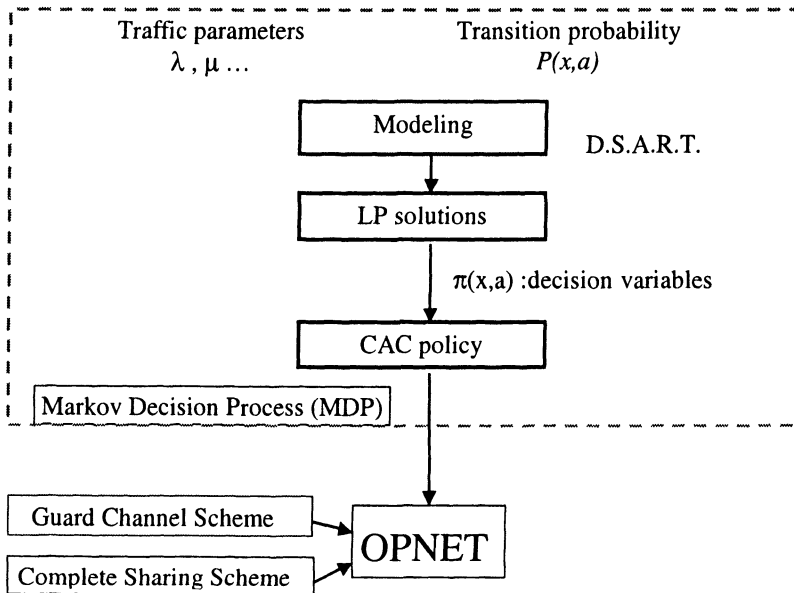 Traffic parameters
λ , μ ...
Transition probability
P(x,a)
Modeling
D.S.A.R.T.
LP solutions
π(x,a) :decision variables
CAC policy
Markov Decision Process (MDP)
Guard Channel Scheme
OPNET
Complete Sharing Scheme